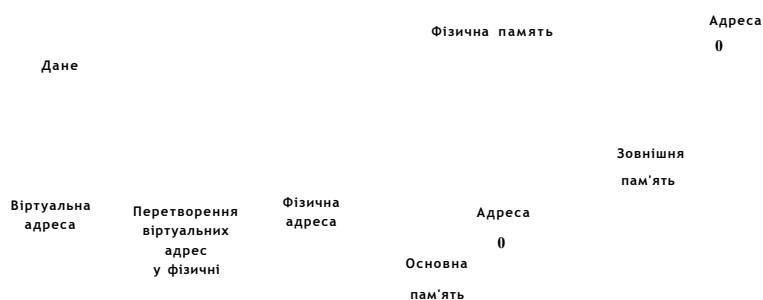 Адреса
Фізична память
0
Дане
Зовнішня
пам'ять
Віртуальна
адреса
Перетворення
віртуальних
адрес
у фізичні
Фізична
адреса
Адреса
0
Основна
пам'ять